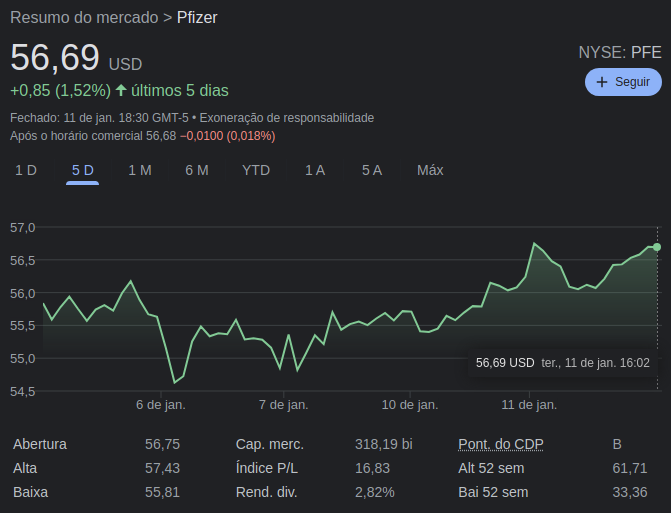 Resumo do mercado > Pfizer
56,69 USD
NYSE: PFE
+ Seguir
+0,85 (1,52%) ↑ últimos 5 dias
Fechado: 11 de jan. 18:30 GMT-5 • Exoneração de responsabilidade
Após o horário comercial 56,68 −0,0100 (0,018%)
1 D 5 D 1 M 6 M YTD 1 A 5 A Máx
57,0
56,5
56,0
55,5
55,0
54,5
56,69 USD ter., 11 de jan. 16:02
6 de jan. 7 de jan. 10 de jan. 11 de jan.
Abertura 56,75 Cap. merc. 318,19 bi Pont. do CDP B
Alta 57,43 Índice P/L 16,83 Alt 52 sem 61,71
Baixa 55,81 Rend. div. 2,82% Bai 52 sem 33,36